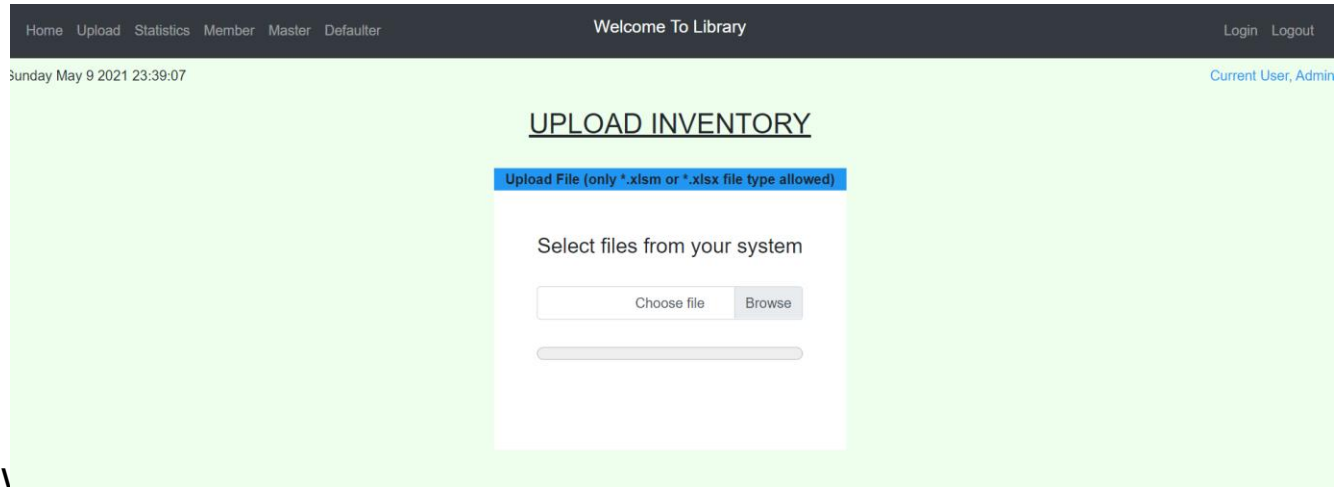 Home Upload Statistics Member Master Defaulter Welcome To Library Login Logout
Sunday May 9 2021 23:39:07 Current User, Admin
UPLOAD INVENTORY
Upload File (only *.xlsm or *.xlsx file type allowed)
Select files from your system
Choose file Browse